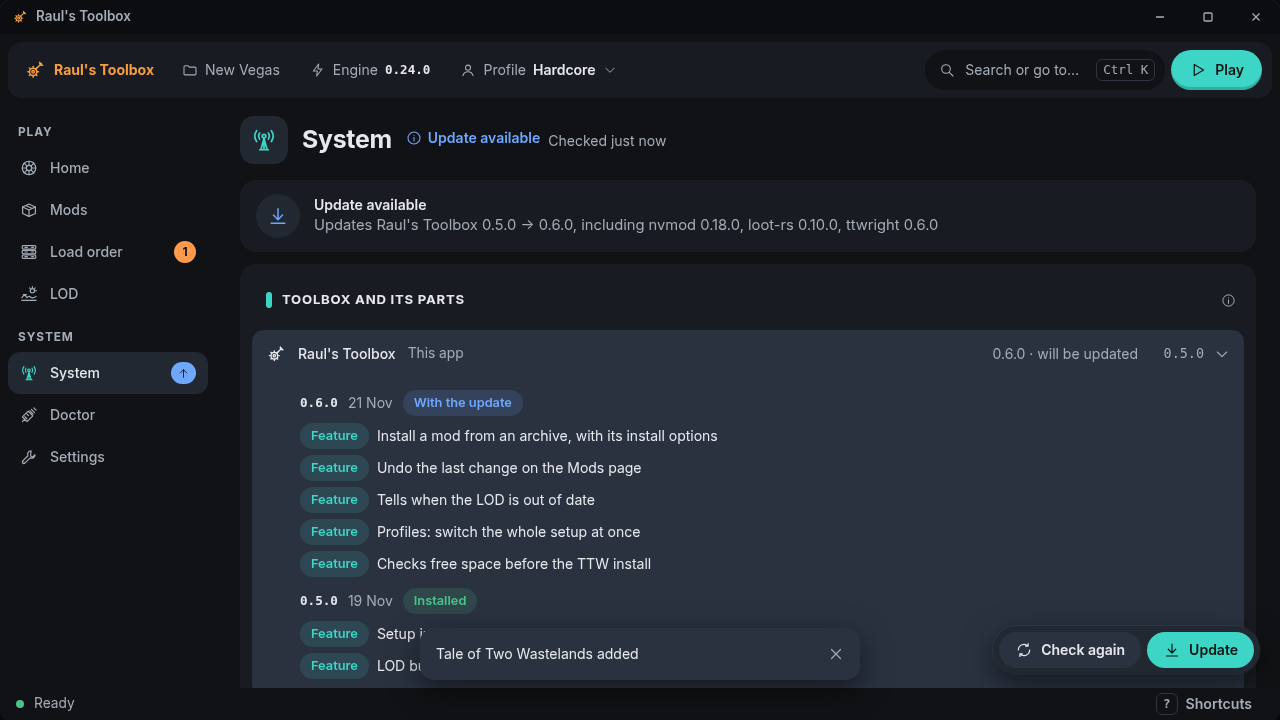 Raul's Toolbox
Raul's Toolbox New Vegas Engine 0.24.0 Profile Hardcore Search or go to... Ctrl K Play
PLAY
Home
Mods
Load order 1
LOD
SYSTEM
System
Doctor
Settings
System Update available Checked just now
Update available
Updates Raul's Toolbox 0.5.0 → 0.6.0, including nvmod 0.18.0, loot-rs 0.10.0, ttwright 0.6.0
TOOLBOX AND ITS PARTS
Raul's Toolbox This app 0.6.0 · will be updated 0.5.0
0.6.0 21 Nov With the update
Feature Install a mod from an archive, with its install options
Feature Undo the last change on the Mods page
Feature Tells when the LOD is out of date
Feature Profiles: switch the whole setup at once
Feature Checks free space before the TTW install
0.5.0 19 Nov Installed
Feature Setup
Feature LOD
Tale of Two Wastelands added
Check again Update
Ready ? Shortcuts